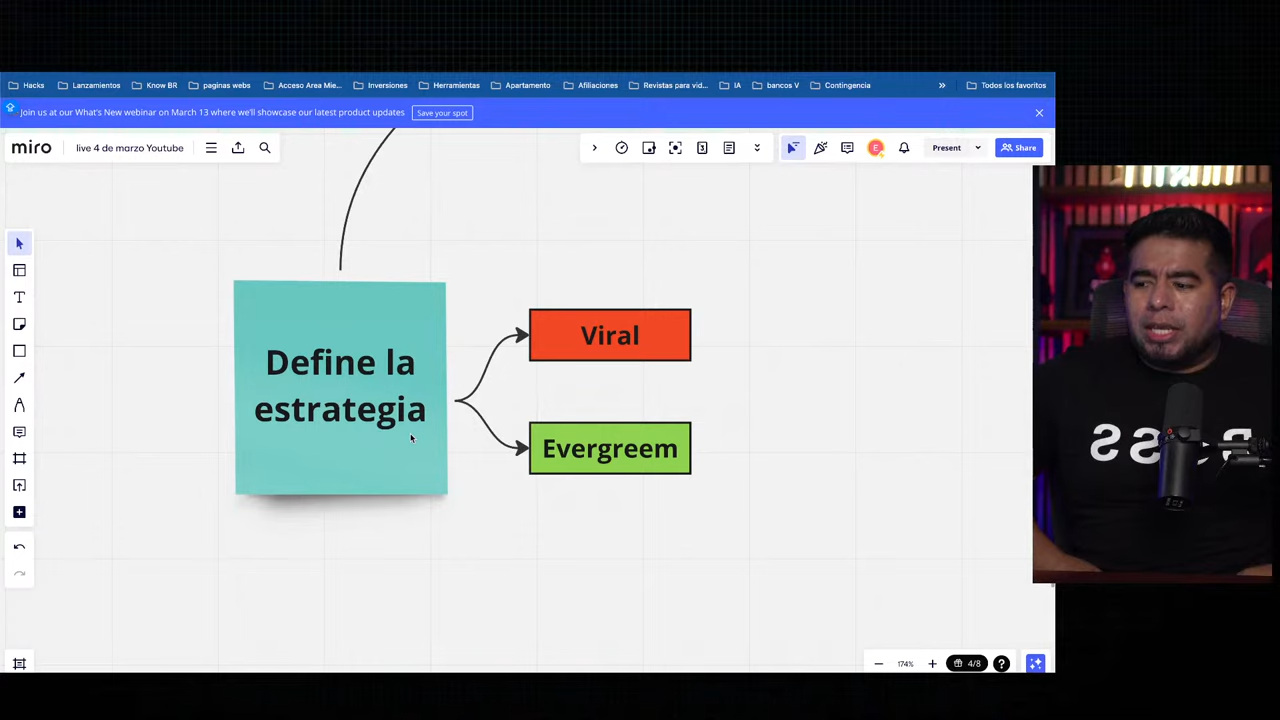 Hacks Lanzamientos Know BR paginas webs Acceso Area Mie... Inversiones Herramientas Apartamento Afiliaciones Revistas para vid... IA bancos V Contingencia » Todos los favoritos
Join us at our What's New webinar on March 13 where we'll showcase our latest product updates Save your spot
miro live 4 de marzo Youtube
E Present Share
Define la
estrategia
Viral
Evergreem
174% 4/8 ?